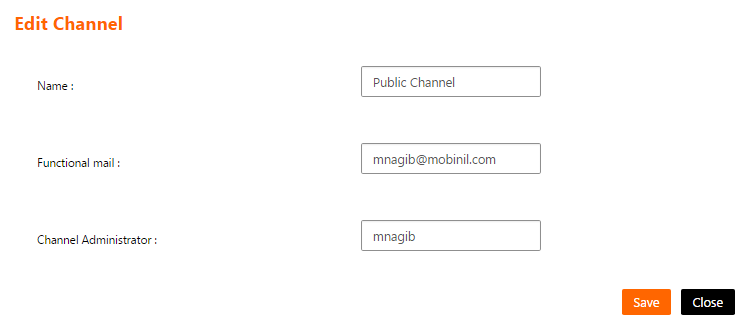 Edit Channel
Name : Public Channel
Functional mail : mnagib@mobinil.com
Channel Administrator : mnagib
Save Close